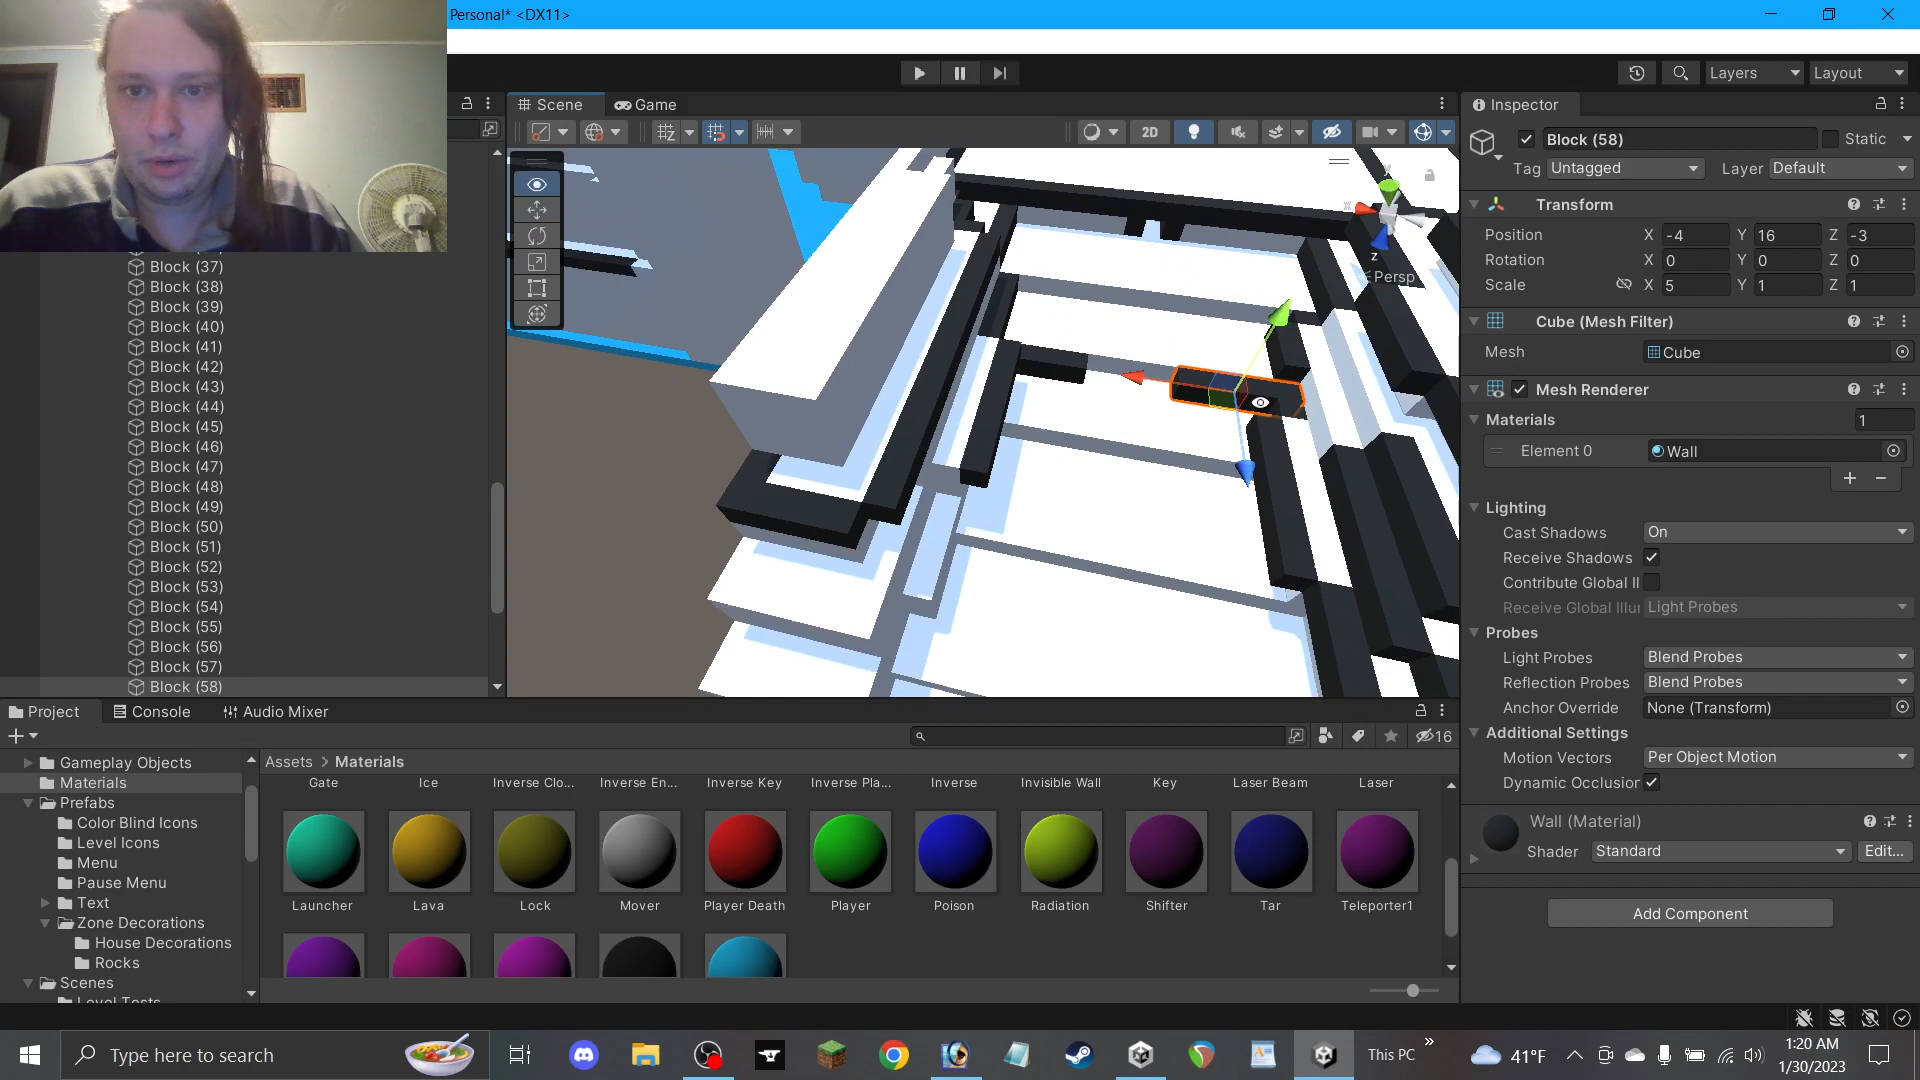 Personal* <DX11>
Layers
Layout
Scene
Game
2D
Inspector
Block (58)
Static
Tag Untagged
Layer Default
Transform
Position X -4 Y 16 Z -3
Rotation X 0 Y 0 Z 0
Scale X 5 Y 1 Z 1
Cube (Mesh Filter)
Mesh Cube
Mesh Renderer
Materials 1
Element 0 Wall
Lighting
Cast Shadows On
Receive Shadows
Contribute Global Il
Receive Global Illu Light Probes
Probes
Light Probes Blend Probes
Reflection Probes Blend Probes
Anchor Override None (Transform)
Additional Settings
Motion Vectors Per Object Motion
Dynamic Occlusion
Wall (Material)
Shader Standard Edit...
Add Component
y
x
z
Persp
Block (37)
Block (38)
Block (39)
Block (40)
Block (41)
Block (42)
Block (43)
Block (44)
Block (45)
Block (46)
Block (47)
Block (48)
Block (49)
Block (50)
Block (51)
Block (52)
Block (53)
Block (54)
Block (55)
Block (56)
Block (57)
Block (58)
Project
Console
Audio Mixer
16
Gameplay Objects
Materials
Prefabs
Color Blind Icons
Level Icons
Menu
Pause Menu
Text
Zone Decorations
House Decorations
Rocks
Scenes
Level Tests
Assets > Materials
Gate
Ice
Inverse Clo...
Inverse En...
Inverse Key
Inverse Pla...
Inverse
Invisible Wall
Key
Laser Beam
Laser
Launcher
Lava
Lock
Mover
Player Death
Player
Poison
Radiation
Shifter
Tar
Teleporter1
Type here to search
This PC
41°F
1:20 AM
1/30/2023